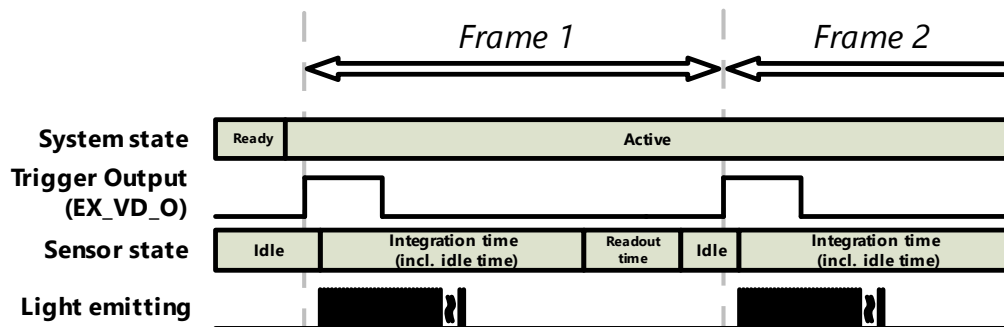 Frame 1
Frame 2
System state
Ready
Active
Trigger Output
(EX_VD_O)
Sensor state
Idle
Integration time
(incl. idle time)
Readout
time
Idle
Integration time
(incl. idle time)
Light emitting